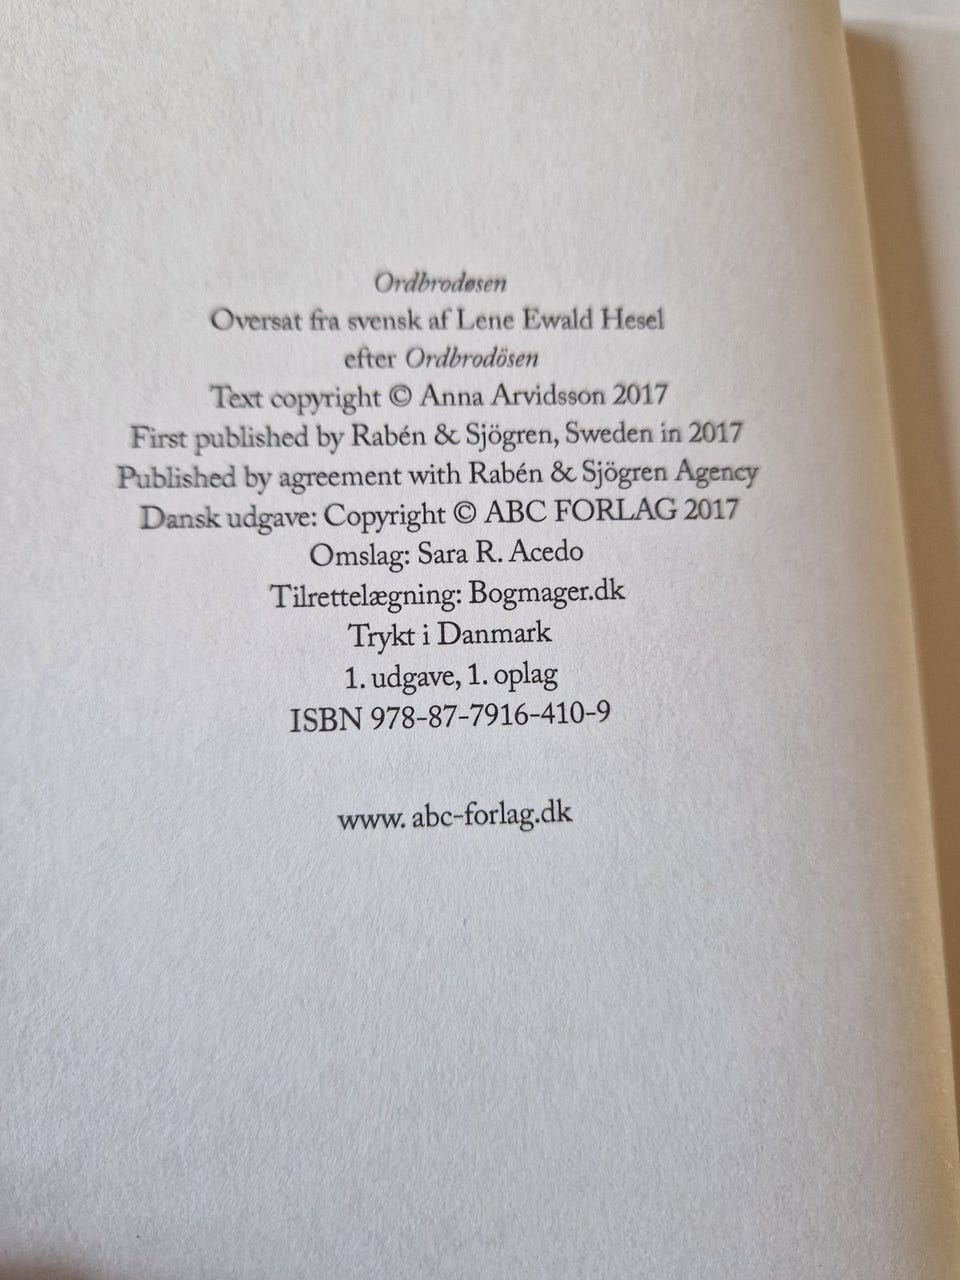 Ordbrodøsen
Oversat fra svensk af Lene Ewald Hesel
efter Ordbrodösen
Text copyright © Anna Arvidsson 2017
First published by Rabén & Sjögren, Sweden in 2017
Published by agreement with Rabén & Sjögren Agency
Dansk udgave: Copyright © ABC FORLAG 2017
Omslag: Sara R. Acedo
Tilrettelægning: Bogmager.dk
Trykt i Danmark
1. udgave, 1. oplag
ISBN 978-87-7916-410-9
www. abc-forlag.dk